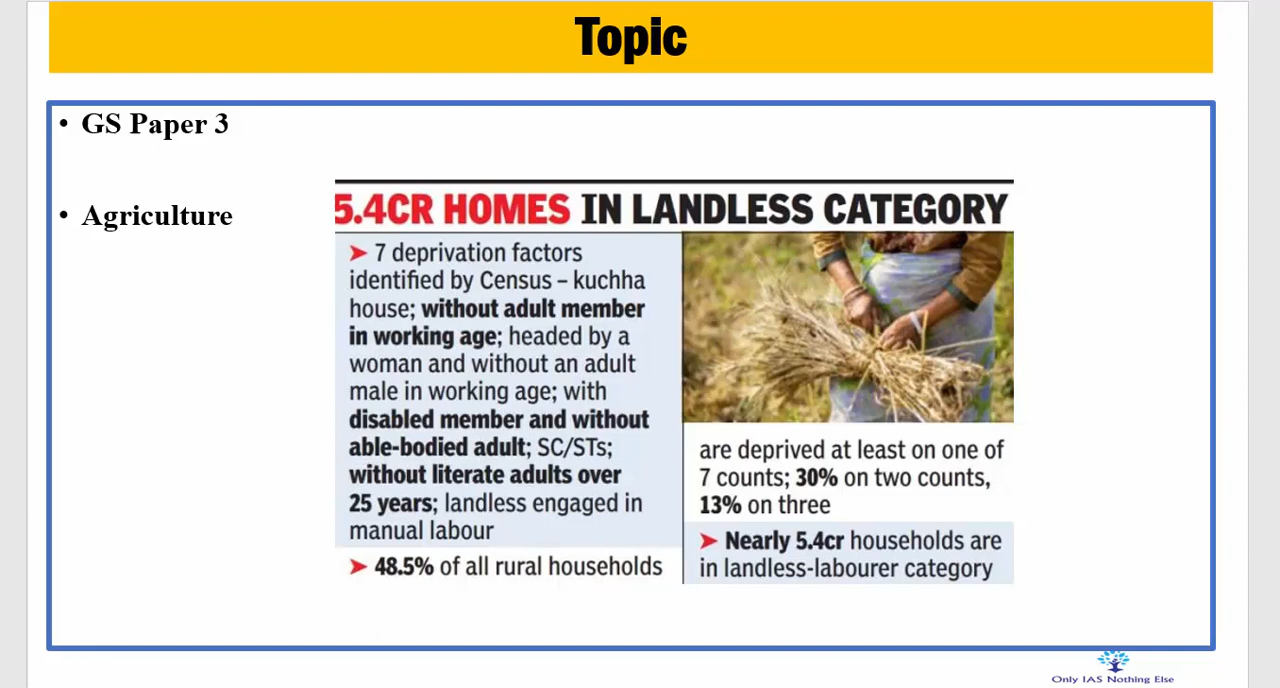 Topic
• GS Paper 3
• Agriculture
5.4CR HOMES IN LANDLESS CATEGORY
➤ 7 deprivation factors
identified by Census – kuchha
house; without adult member
in working age; headed by a
woman and without an adult
male in working age; with
disabled member and without
able-bodied adult; SC/STs;
without literate adults over
25 years; landless engaged in
manual labour
➤ 48.5% of all rural households
are deprived at least on one of
7 counts; 30% on two counts,
13% on three
➤ Nearly 5.4cr households are
in landless-labourer category
Only IAS Nothing Else